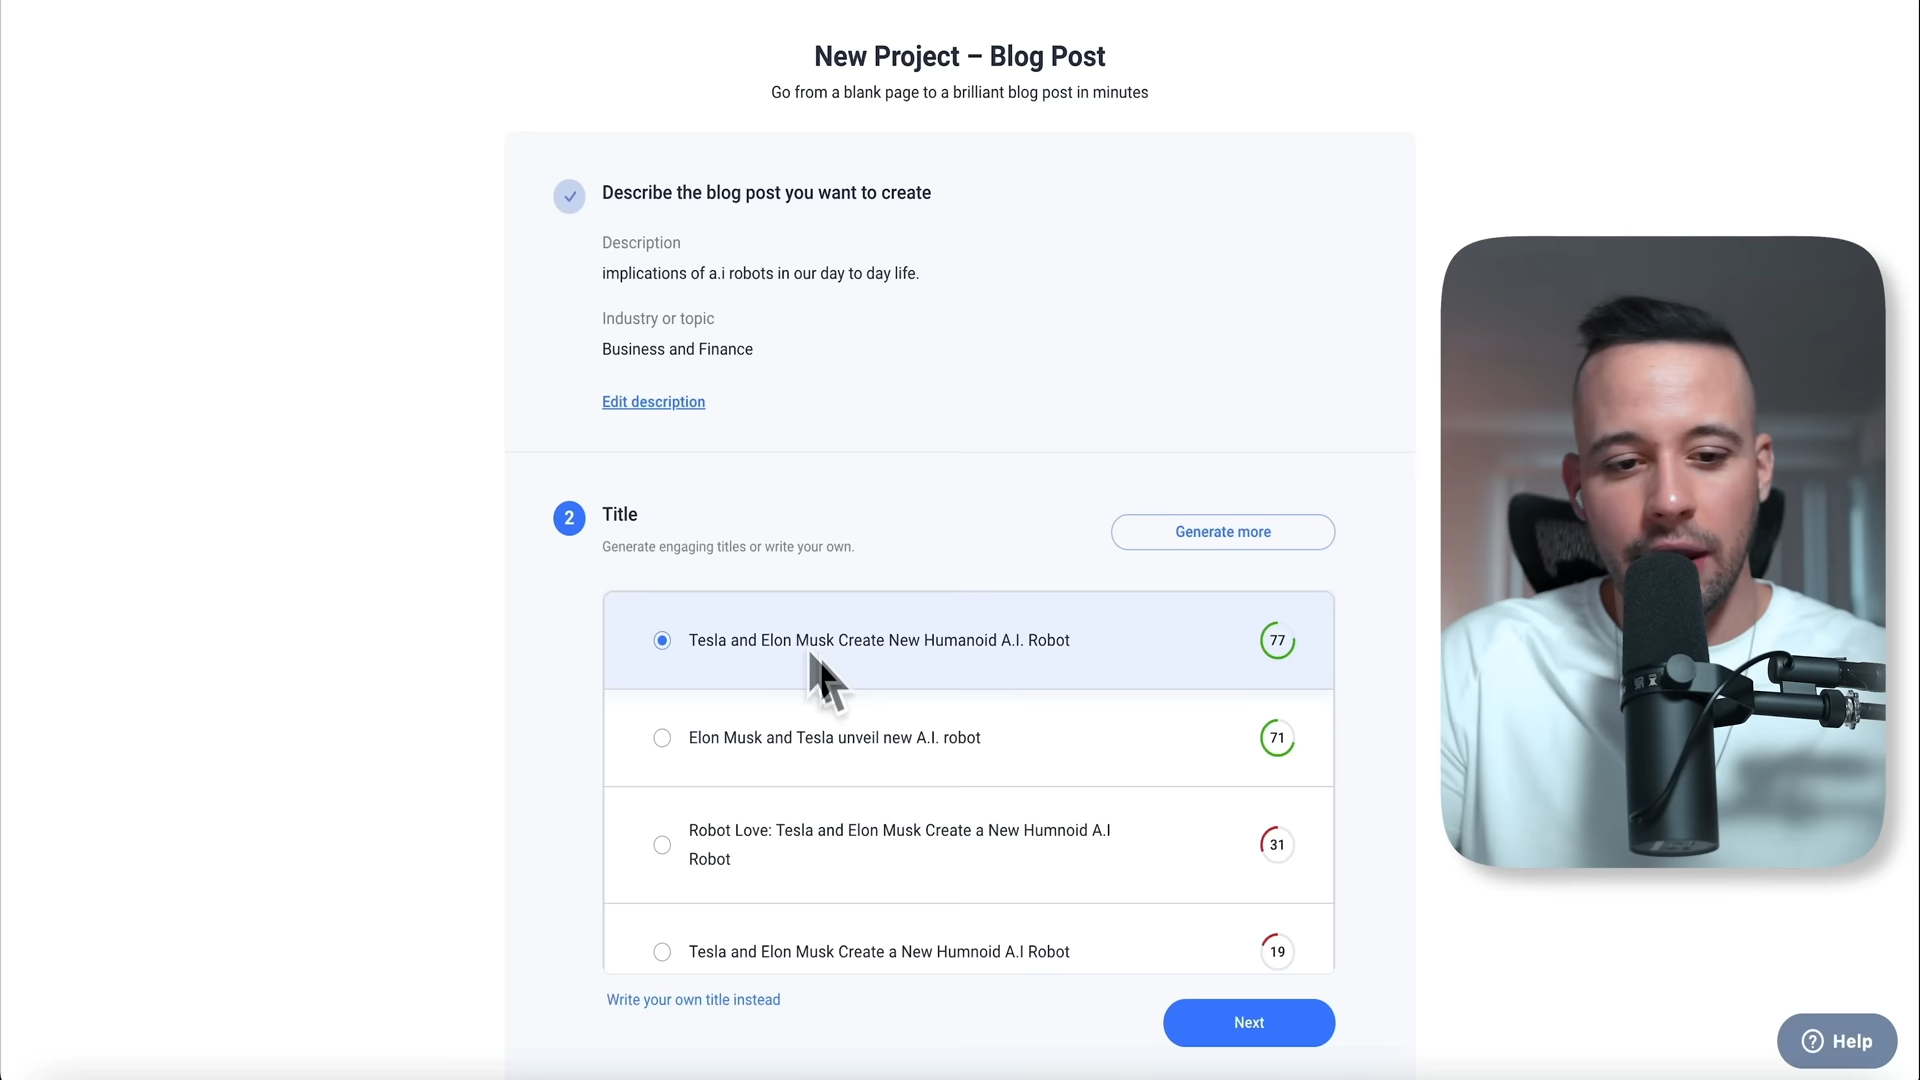 New Project – Blog Post
Go from a blank page to a brilliant blog post in minutes
Describe the blog post you want to create
Description
implications of a.i robots in our day to day life.
Industry or topic
Business and Finance
Edit description
2
Title
Generate more
Generate engaging titles or write your own.
Tesla and Elon Musk Create New Humanoid A.I. Robot
77
Elon Musk and Tesla unveil new A.I. robot
71
Robot Love: Tesla and Elon Musk Create a New Humnoid A.I
Robot
31
Tesla and Elon Musk Create a New Humnoid A.I Robot
19
Write your own title instead
Next
? Help